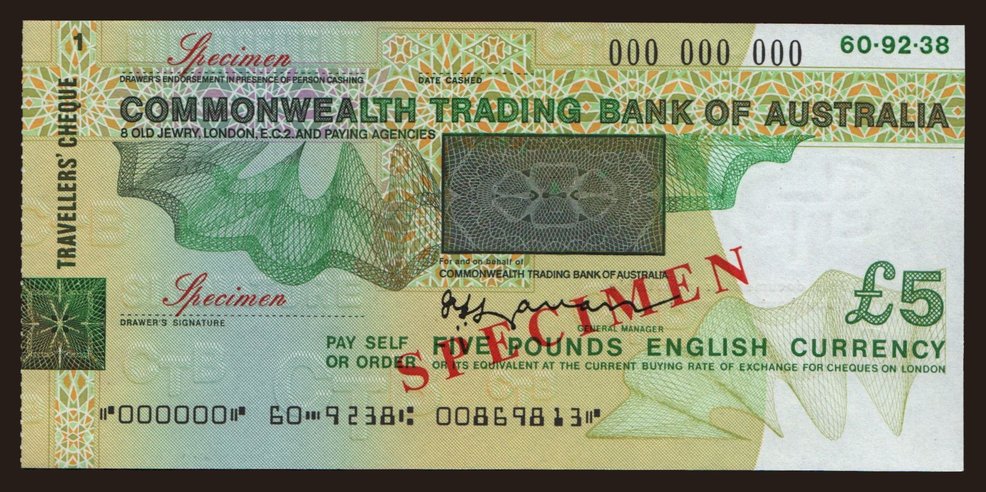 1
TRAVELLERS' CHEQUE
Specimen
000 000 000
60·92·38
DRAWER'S ENDORSEMENT IN PRESENCE OF PERSON CASHING
DATE CASHED
COMMONWEALTH TRADING BANK OF AUSTRALIA
8 OLD JEWRY, LONDON, E.C.2. AND PAYING AGENCIES
For and on behalf of
COMMONWEALTH TRADING BANK OF AUSTRALIA
Specimen
DRAWER'S SIGNATURE
GENERAL MANAGER
£5
SPECIMEN
PAY SELF OR ORDER
FIVE POUNDS ENGLISH CURRENCY
OR ITS EQUIVALENT AT THE CURRENT BUYING RATE OF EXCHANGE FOR CHEQUES ON LONDON
⑈000000⑈ 60⑉9238⑆ 00869813⑈